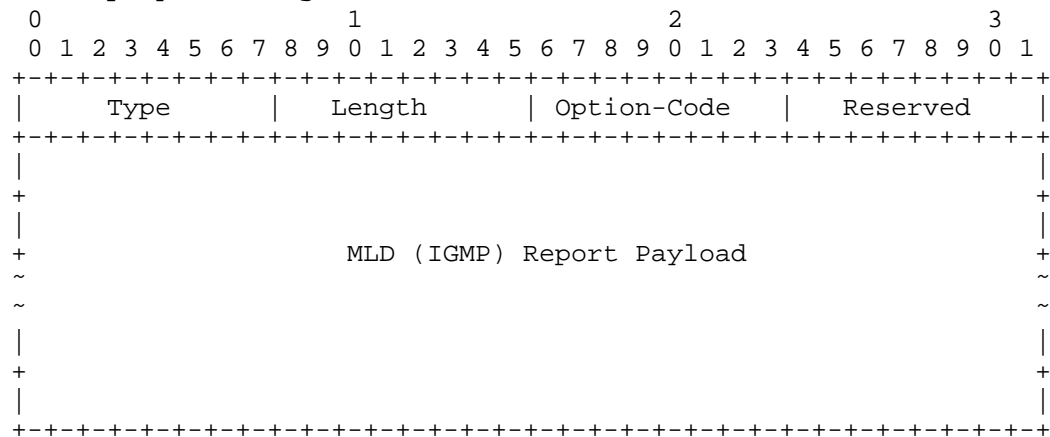 0                   1                   2                   3
 0 1 2 3 4 5 6 7 8 9 0 1 2 3 4 5 6 7 8 9 0 1 2 3 4 5 6 7 8 9 0 1
+-+-+-+-+-+-+-+-+-+-+-+-+-+-+-+-+-+-+-+-+-+-+-+-+-+-+-+-+-+-+-+-+
|     Type      |   Length      | Option-Code   |   Reserved    |
+-+-+-+-+-+-+-+-+-+-+-+-+-+-+-+-+-+-+-+-+-+-+-+-+-+-+-+-+-+-+-+-+
|                                                               |
+                                                               +
|                                                               |
+                    MLD (IGMP) Report Payload                  +
~                                                               ~
~                                                               ~
|                                                               |
+                                                               +
|                                                               |
+-+-+-+-+-+-+-+-+-+-+-+-+-+-+-+-+-+-+-+-+-+-+-+-+-+-+-+-+-+-+-+-+